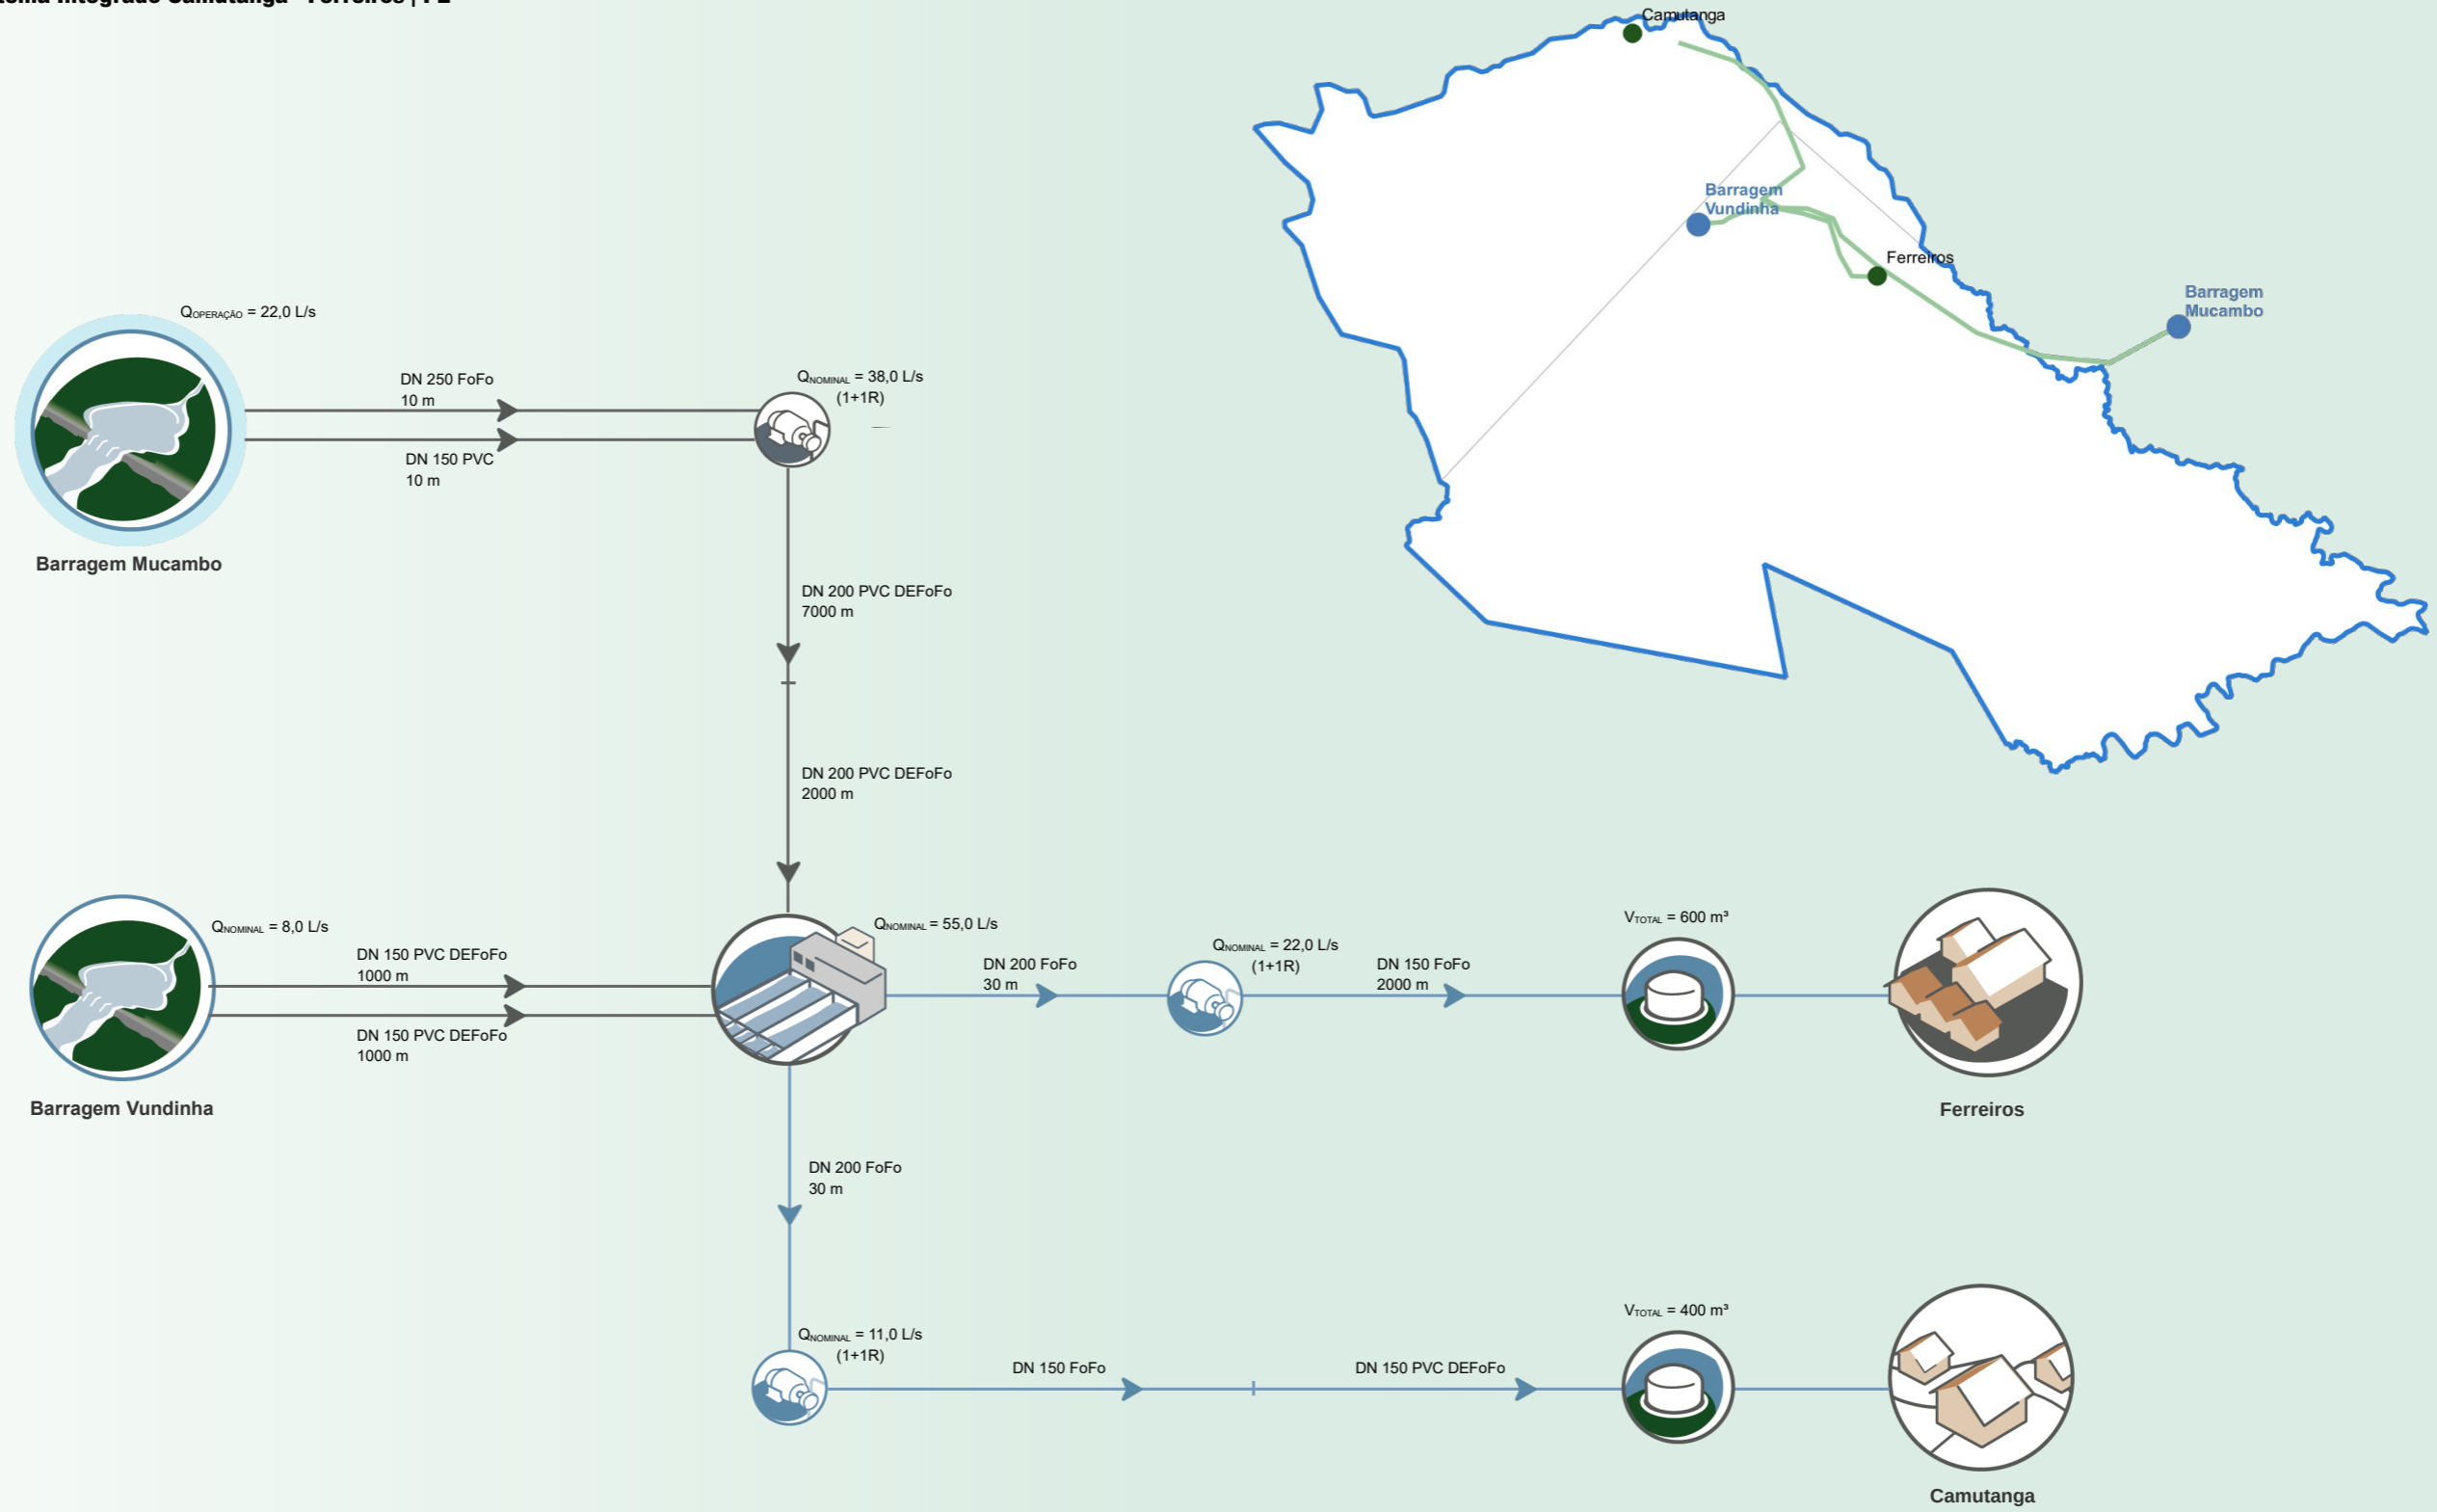 Integrado Camutanga - Ferreiros |
Camutanga
Barragem
Vundinha
Ferreiros
Barragem
Mucambo
QOPERAÇÃO = 22,0 L/s
DN 250 FoFo
10 m
DN 150 PVC
10 m
QNOMINAL = 38,0 L/s
(1+1R)
Barragem Mucambo
DN 200 PVC DEFoFo
7000 m
DN 200 PVC DEFoFo
2000 m
QNOMINAL = 8,0 L/s
DN 150 PVC DEFoFo
1000 m
DN 150 PVC DEFoFo
1000 m
Barragem Vundinha
QNOMINAL = 55,0 L/s
DN 200 FoFo
30 m
QNOMINAL = 22,0 L/s
(1+1R)
DN 150 FoFo
2000 m
VTOTAL = 600 m³
Ferreiros
DN 200 FoFo
30 m
QNOMINAL = 11,0 L/s
(1+1R)
DN 150 FoFo
DN 150 PVC DEFoFo
VTOTAL = 400 m³
Camutanga